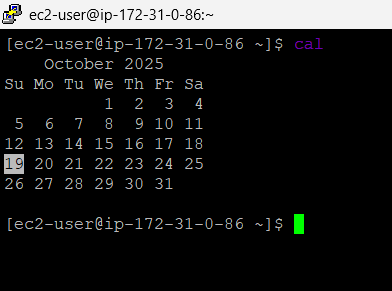 ec2-user@ip-172-31-0-86:~
[ec2-user@ip-172-31-0-86 ~]$ cal
    October 2025
Su Mo Tu We Th Fr Sa
          1  2  3  4
 5  6  7  8  9 10 11
12 13 14 15 16 17 18
19 20 21 22 23 24 25
26 27 28 29 30 31
[ec2-user@ip-172-31-0-86 ~]$